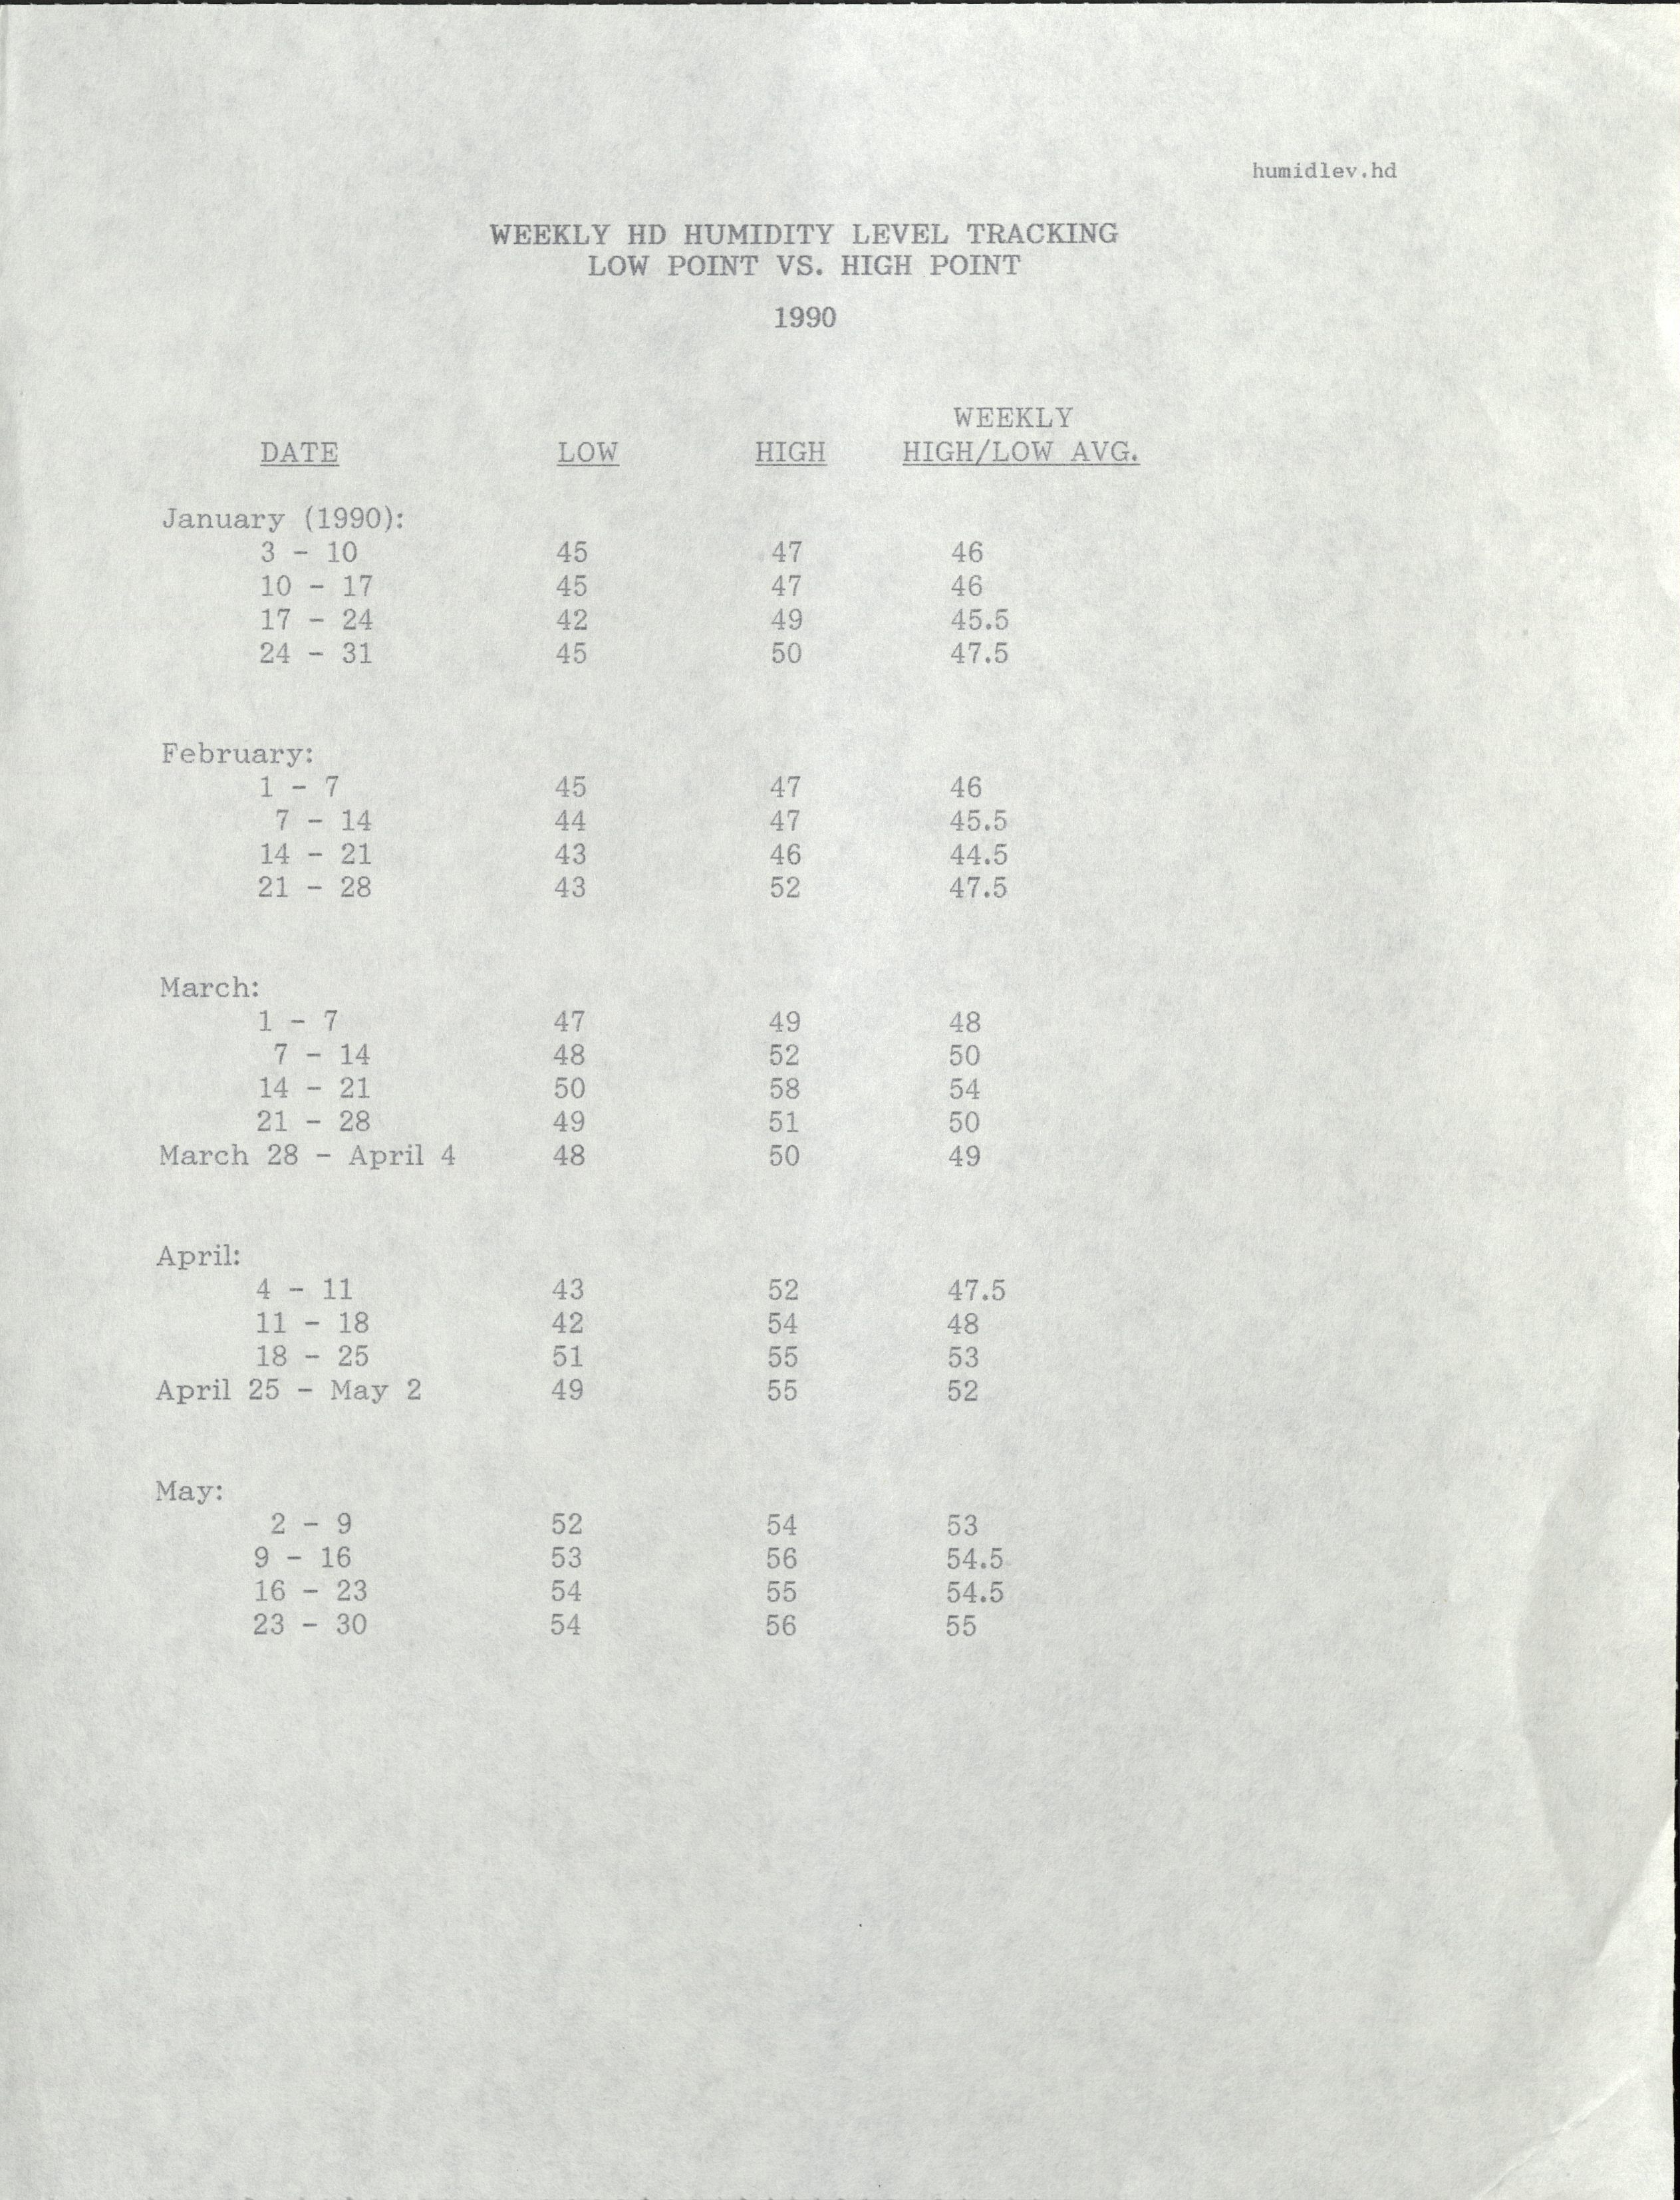 humidlev.hd
WEEKLY HD HUMIDITY LEVEL TRACKING
LOW POINT VS. HIGH POINT
1990
WEEKLY
DATE LOW HIGH HIGH/LOW AVG.
January (1990):
3 - 10 45 47 46
10 - 17 45 47 46
17 - 24 42 49 45.5
24 - 31 45 50 47.5
February:
1 - 7 45 47 46
7 - 14 44 47 45.5
14 - 21 43 46 44.5
21 - 28 43 52 47.5
March:
1 - 7 47 49 48
7 - 14 48 52 50
14 - 21 50 58 54
21 - 28 49 51 50
March 28 - April 4 48 50 49
April:
4 - 11 43 52 47.5
11 - 18 42 54 48
18 - 25 51 55 53
April 25 - May 2 49 55 52
May:
2 - 9 52 54 53
9 - 16 53 56 54.5
16 - 23 54 55 54.5
23 - 30 54 56 55